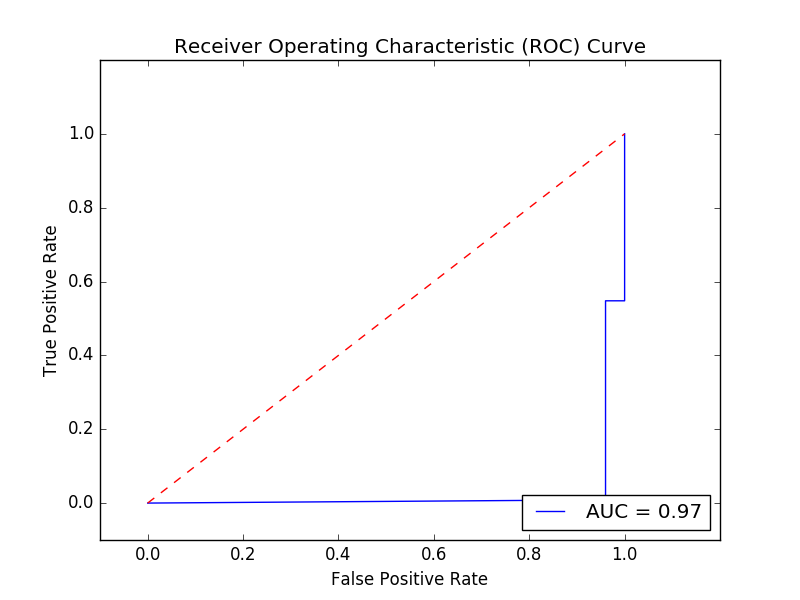 Receiver Operating Characteristic (ROC) Curve
1.0
0.8
0.6
0.4
0.2
0.0
True Positive Rate
AUC = 0.97
0.0 0.2 0.4 0.6 0.8 1.0
False Positive Rate